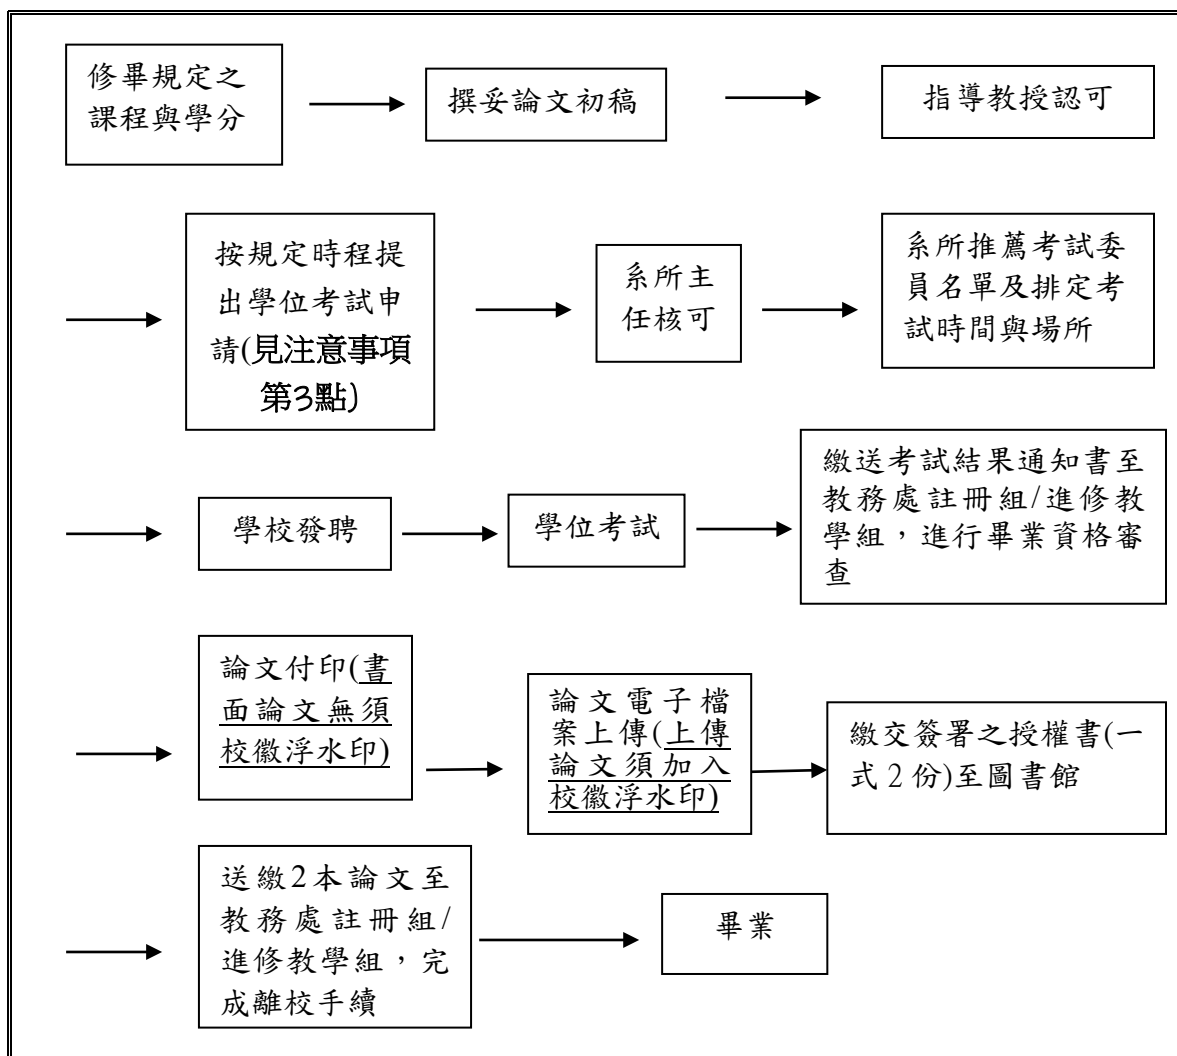 修畢規定之
課程與學分
撰妥論文初稿
指導教授認可
按規定時程提
出學位考試申
請(見注意事項
第3點)
系所主
任核可
系所推薦考試委
員名單及排定考
試時間與場所
學校發聘
學位考試
繳送考試結果通知書至
教務處註冊組/進修教
學組，進行畢業資格審
查
論文付印(書
面論文無須
校徽浮水印)
論文電子檔
案上傳(上傳
論文須加入
校徽浮水印)
繳交簽署之授權書(一
式2份)至圖書館
送繳2本論文至
教務處註冊組/
進修教學組，完
成離校手續
畢業